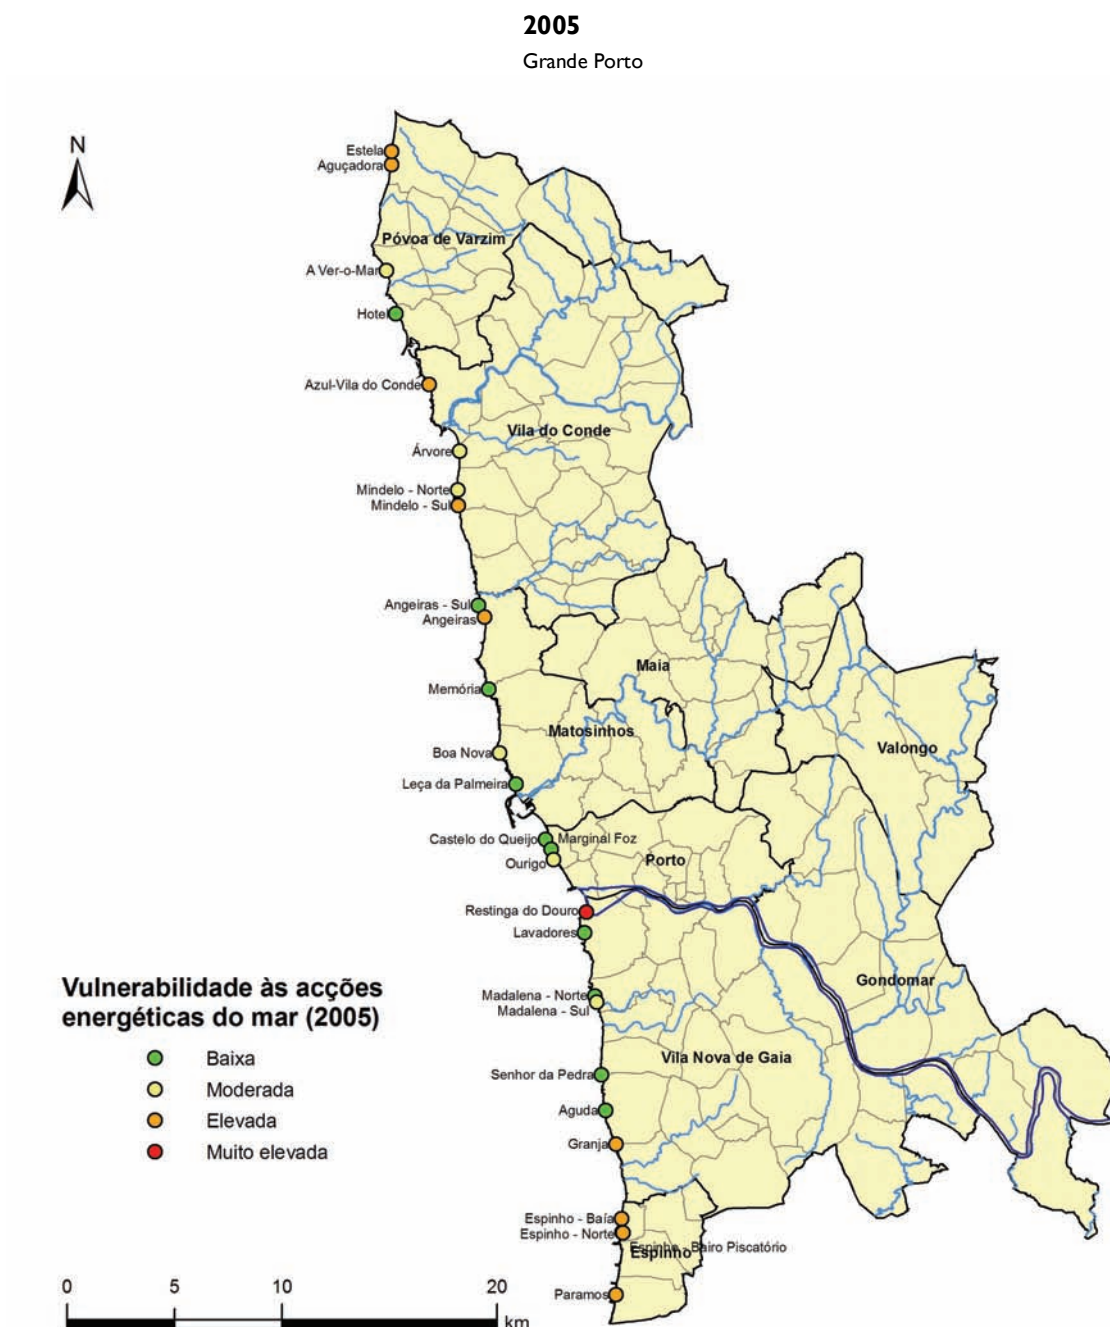 2005
Grande Porto
N
Estela
Aguçadora
Póvoa de Varzim
A Ver-o-Mar
Hotel
Azul-Vila do Conde
Vila do Conde
Árvore
Mindelo - Norte
Mindelo - Sul
Angeiras - Sul
Angeiras
Maia
Memória
Matosinhos
Boa Nova
Valongo
Leça da Palmeira
Castelo do Queijo
Marginal Foz
Ourigo
Porto
Restinga do Douro
Lavadores
Gondomar
Madalena - Norte
Madalena - Sul
Vila Nova de Gaia
Senhor da Pedra
Aguda
Granja
Vulnerabilidade às acções
energéticas do mar (2005)
Baixa
Moderada
Elevada
Muito elevada
Espinho - Baía
Espinho - Norte
Espinho - Bairo Piscatório
Espinho
Paramos
0 5 10 20
km